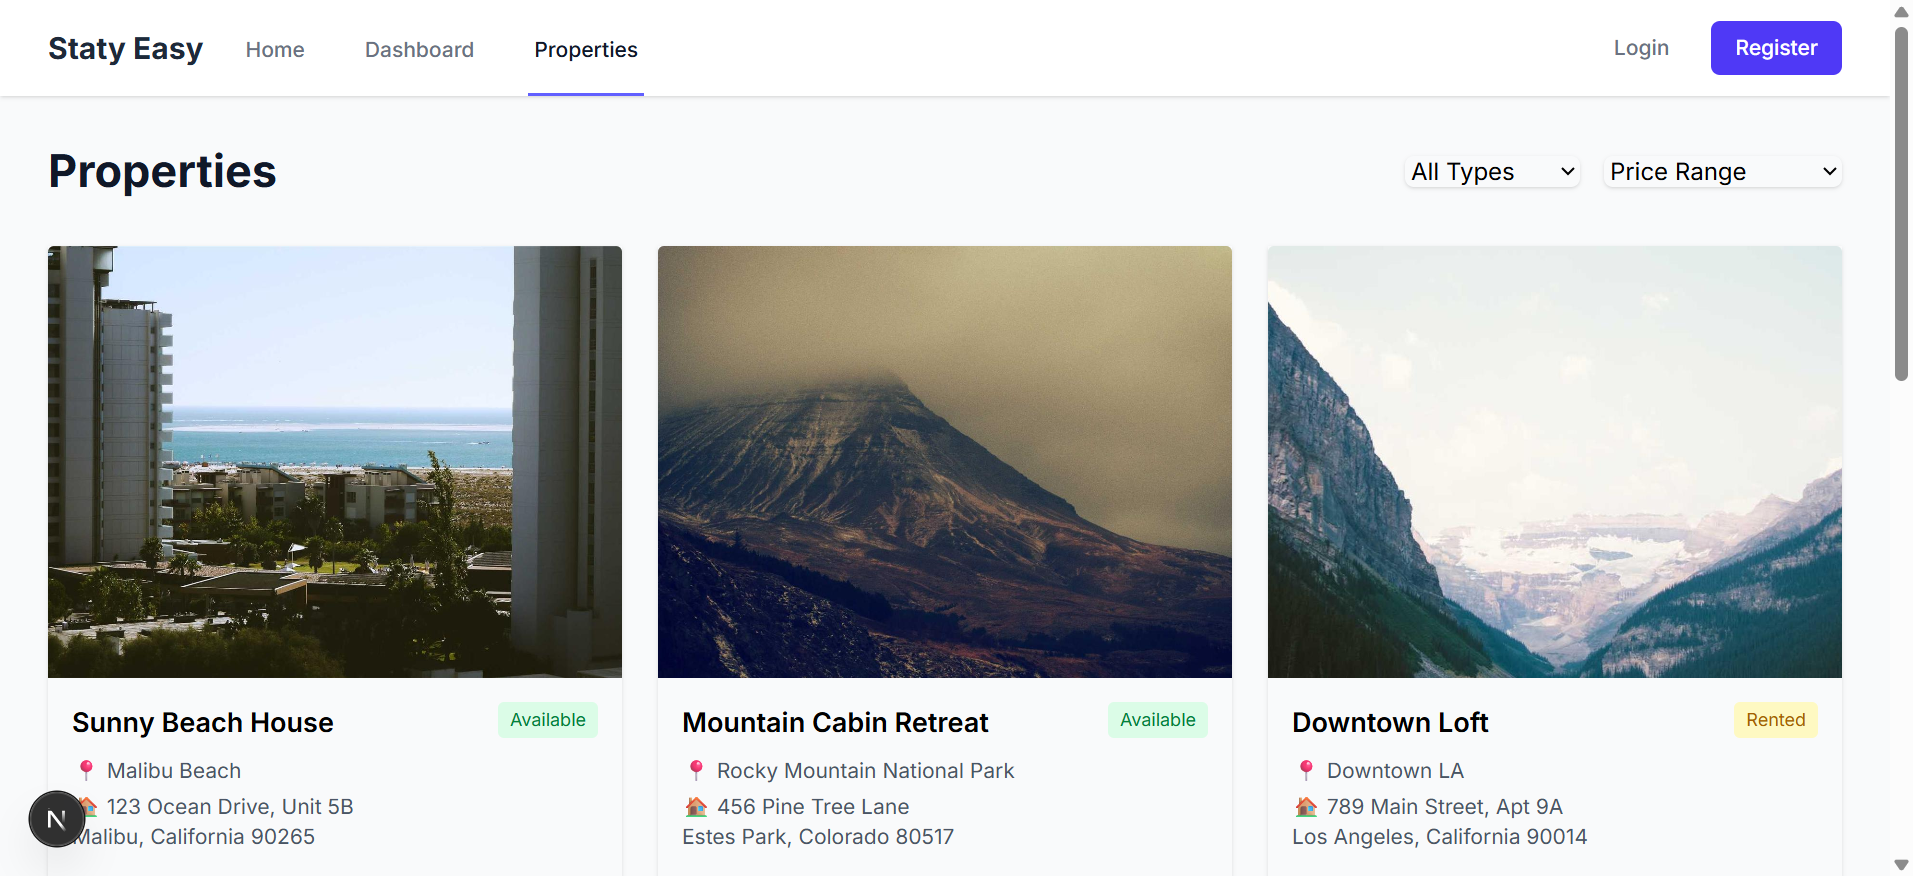 Staty Easy Home Dashboard Properties Login Register
Properties All Types Price Range
Sunny Beach House Available
Malibu Beach
123 Ocean Drive, Unit 5B
Malibu, California 90265
Mountain Cabin Retreat Available
Rocky Mountain National Park
456 Pine Tree Lane
Estes Park, Colorado 80517
Downtown Loft Rented
Downtown LA
789 Main Street, Apt 9A
Los Angeles, California 90014
N